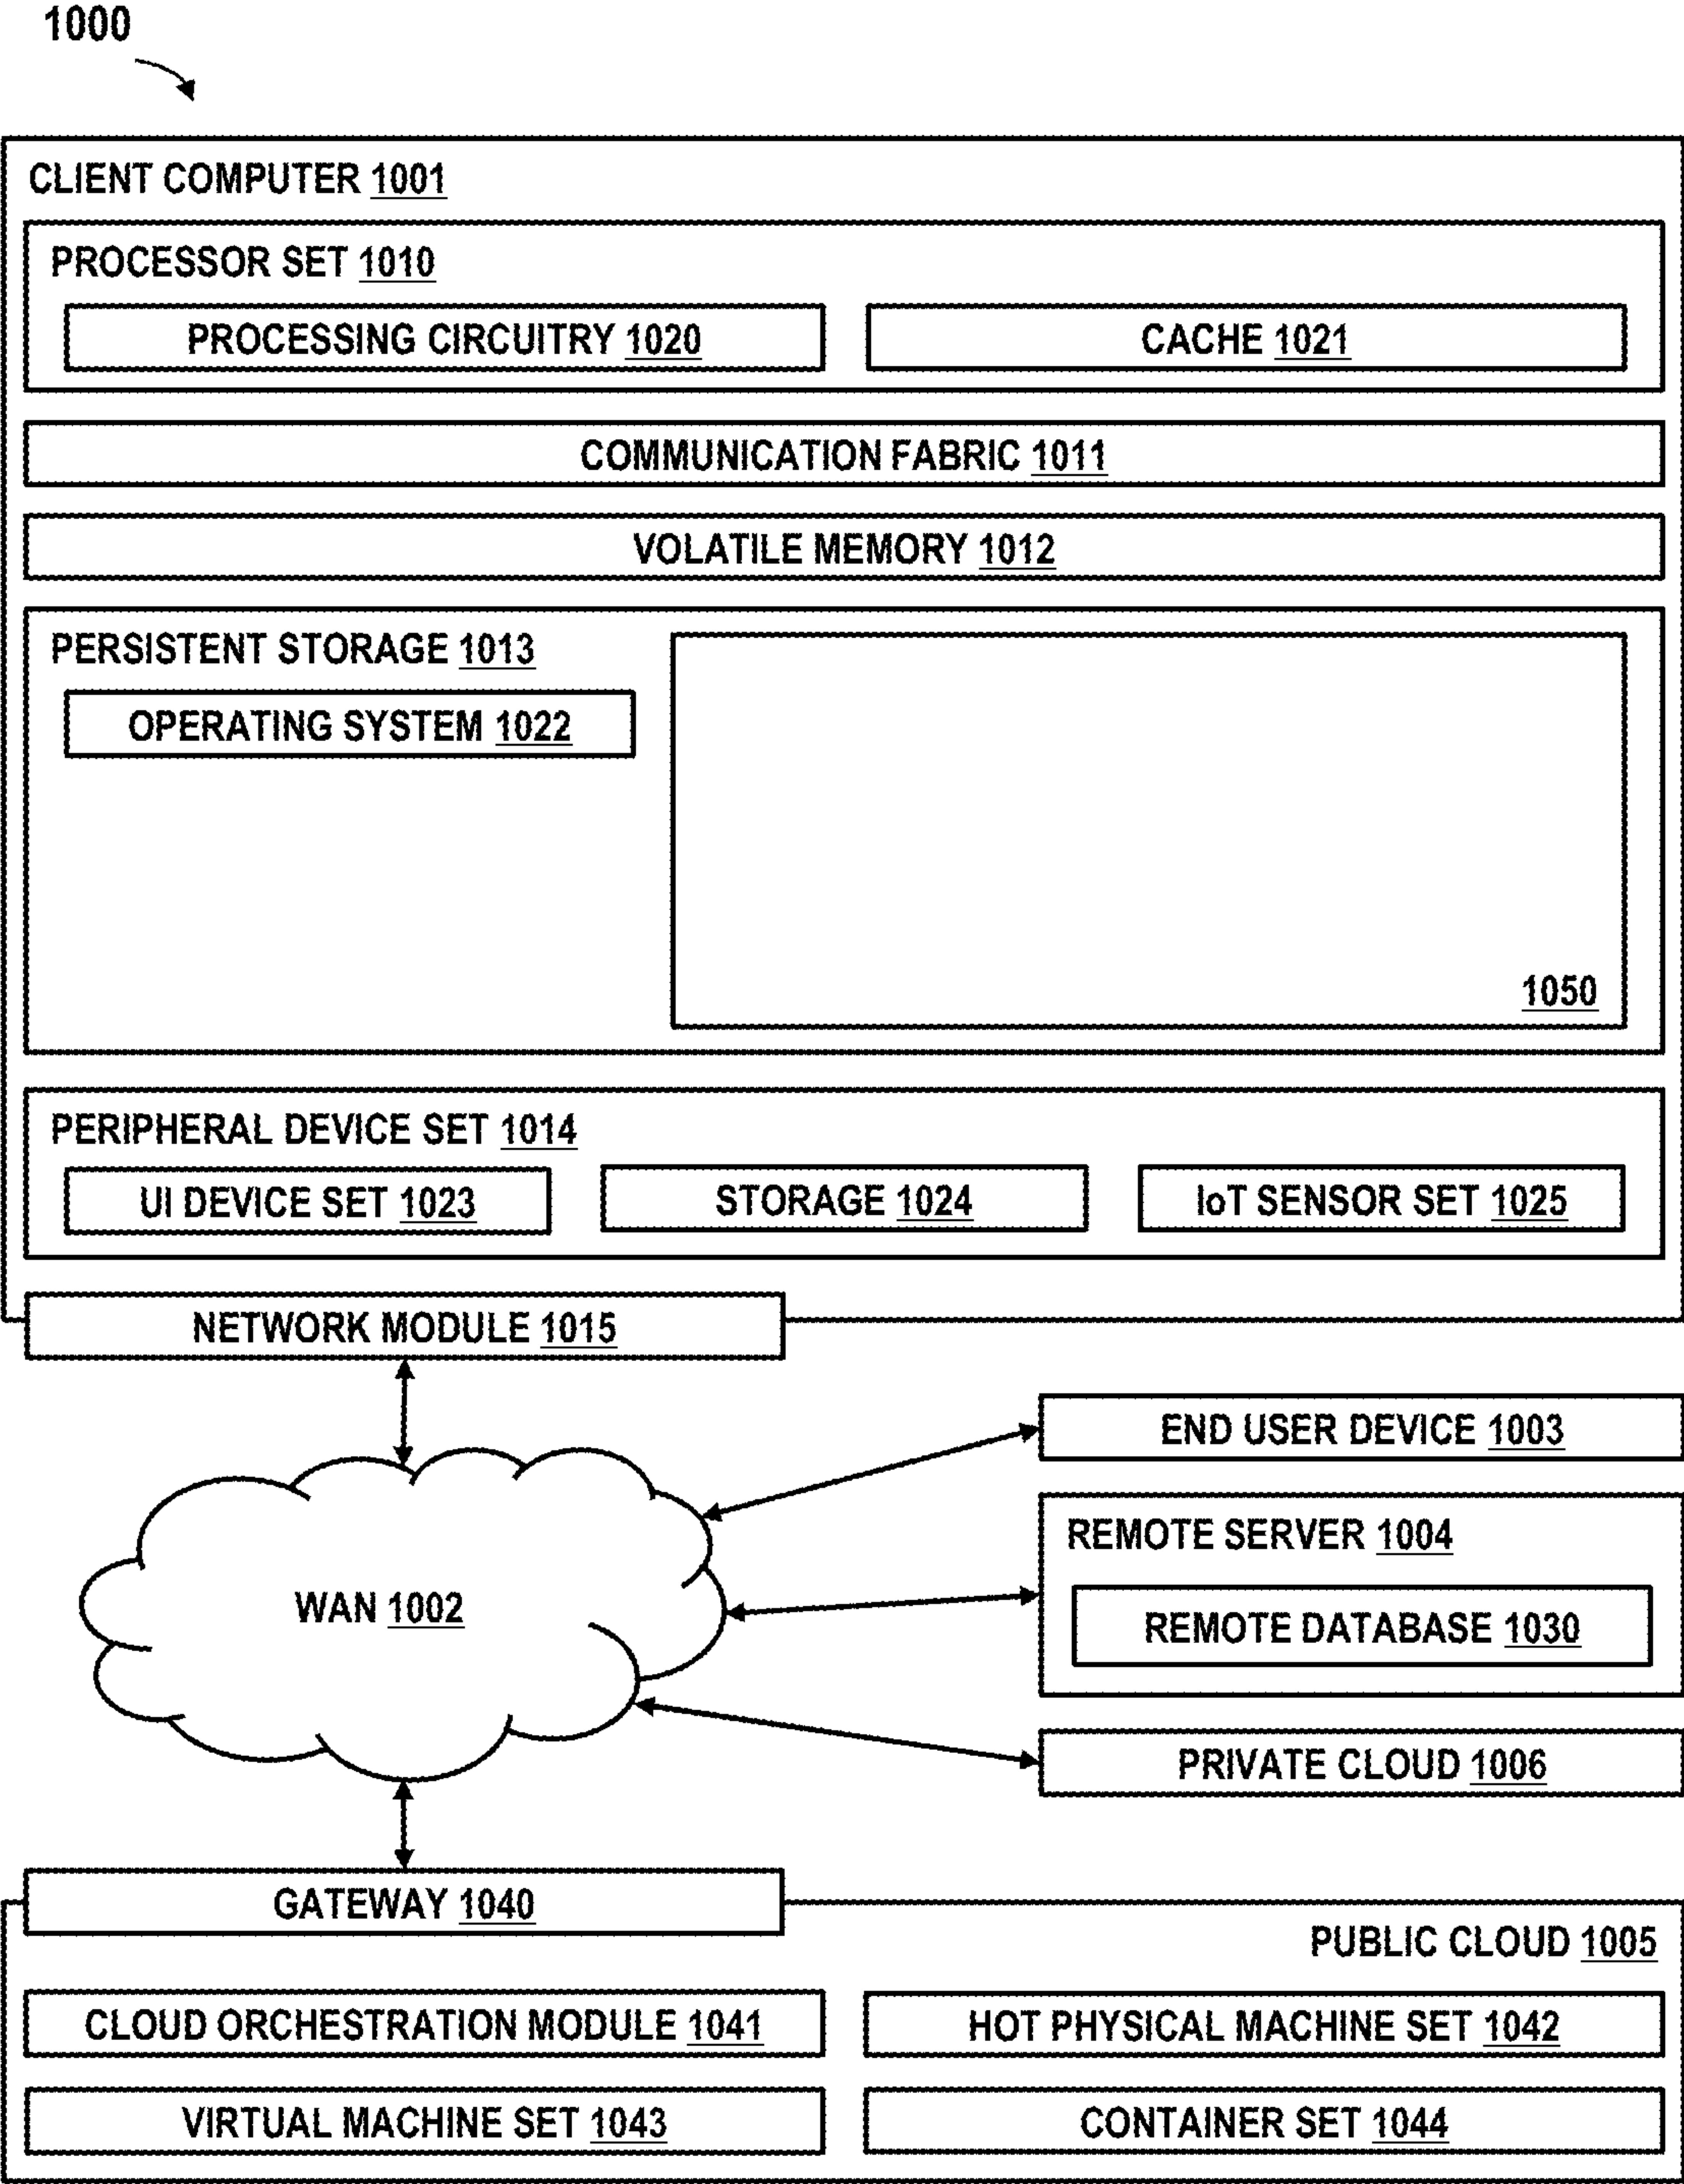 1000
CLIENT COMPUTER 1001
PROCESSOR SET 1010
PROCESSING CIRCUITRY 1020
CACHE 1021
COMMUNICATION FABRIC 1011
VOLATILE MEMORY 1012
PERSISTENT STORAGE 1013
OPERATING SYSTEM 1022
1050
PERIPHERAL DEVICE SET 1014
UI DEVICE SET 1023
STORAGE 1024
IoT SENSOR SET 1025
NETWORK MODULE 1015
END USER DEVICE 1003
REMOTE SERVER 1004
WAN 1002
REMOTE DATABASE 1030
PRIVATE CLOUD 1006
GATEWAY 1040
PUBLIC CLOUD 1005
CLOUD ORCHESTRATION MODULE 1041
HOT PHYSICAL MACHINE SET 1042
VIRTUAL MACHINE SET 1043
CONTAINER SET 1044